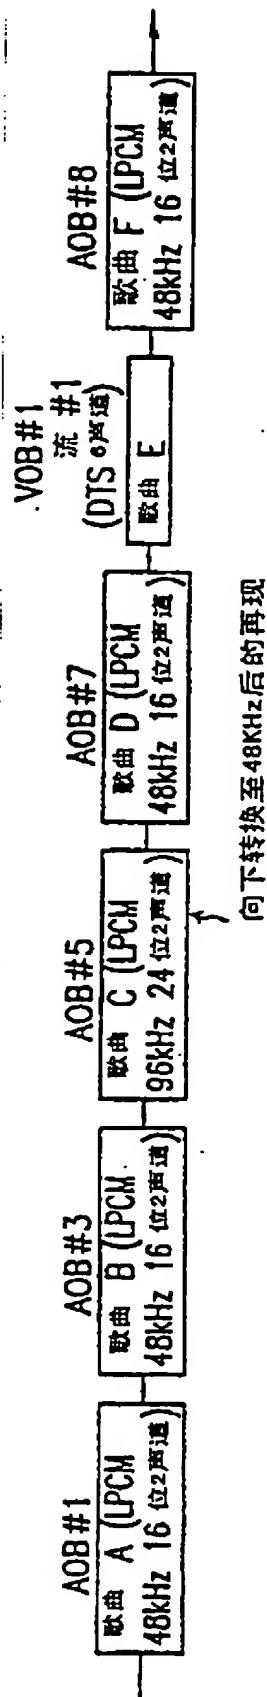 AOB#1
歌曲 A (LPCM
48kHz 16 位2声道)
AOB#3
歌曲 B (LPCM
48kHz 16 位2声道)
AOB#5
歌曲 C (LPCM
96kHz 24 位2声道)
向下转换至48KHz后的再现
AOB#7
歌曲 D (LPCM
48kHz 16 位2声道)
VOB#1
流 #1
(DTS 6声道)
歌曲 E
AOB#8
歌曲 F (LPCM
48kHz 16 位2声道)